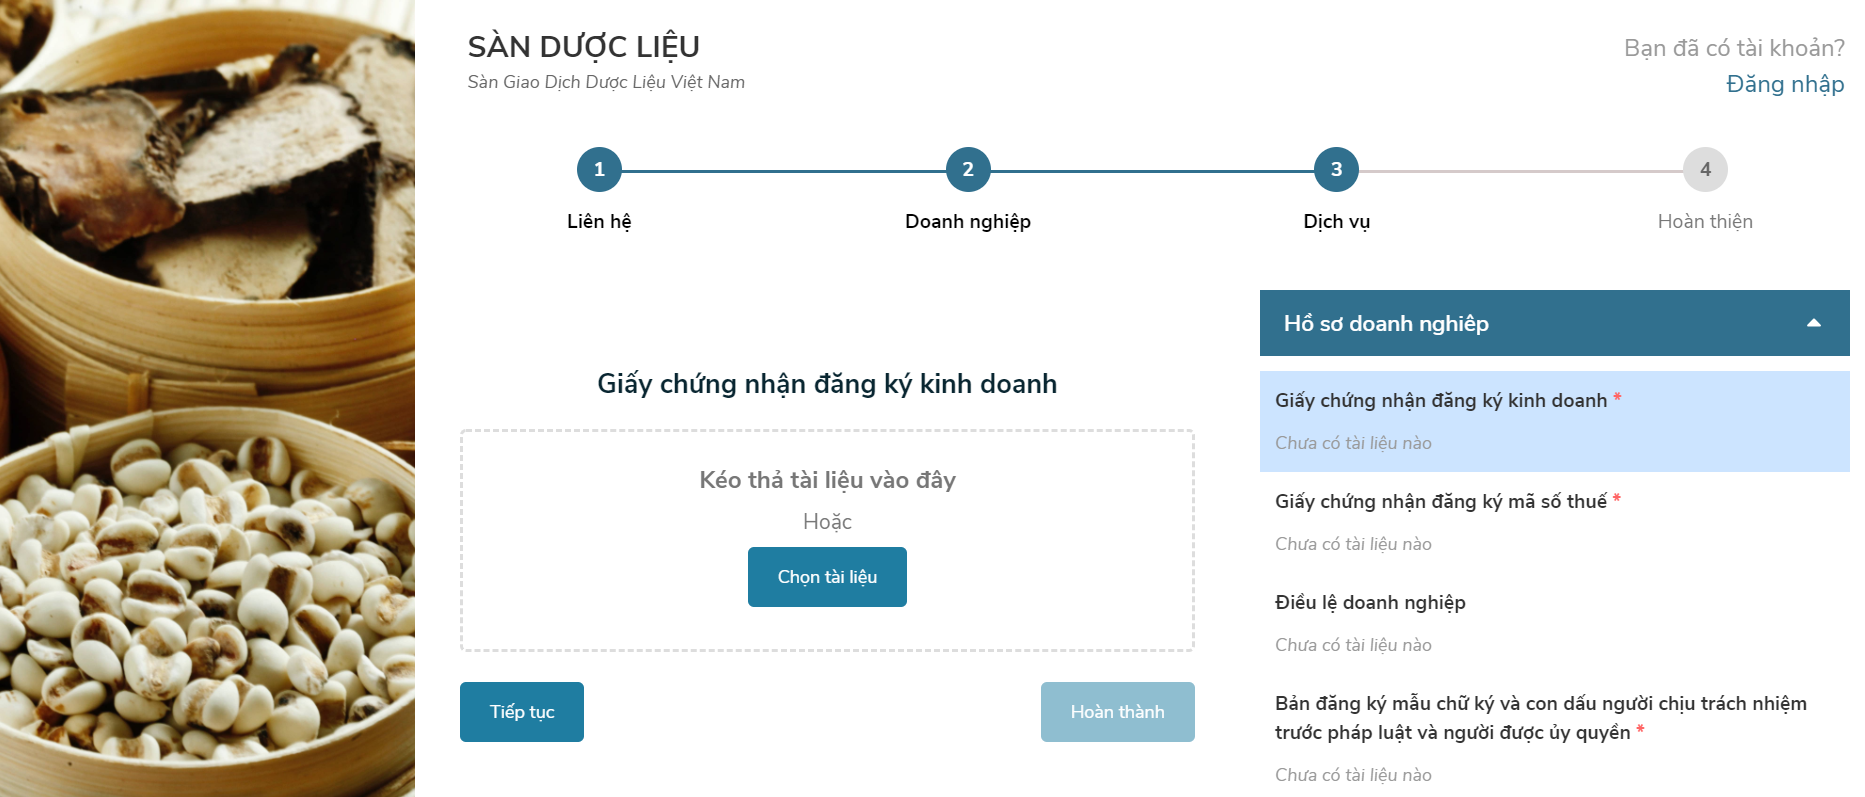 SÀN DƯỢC LIỆU
Sàn Giao Dịch Dược Liệu Việt Nam
Bạn đã có tài khoản?
Đăng nhập
1
2
3
4
Liên hệ
Doanh nghiệp
Dịch vụ
Hoàn thiện
Giấy chứng nhận đăng ký kinh doanh
Kéo thả tài liệu vào đây
Hoặc
Chọn tài liệu
Tiếp tục
Hoàn thành
Hồ sơ doanh nghiêp
Giấy chứng nhận đăng ký kinh doanh *
Chưa có tài liệu nào
Giấy chứng nhận đăng ký mã số thuế *
Chưa có tài liệu nào
Điều lệ doanh nghiệp
Chưa có tài liệu nào
Bản đăng ký mẫu chữ ký và con dấu người chịu trách nhiệm
trước pháp luật và người được ủy quyền *
Chưa có tài liệu nào